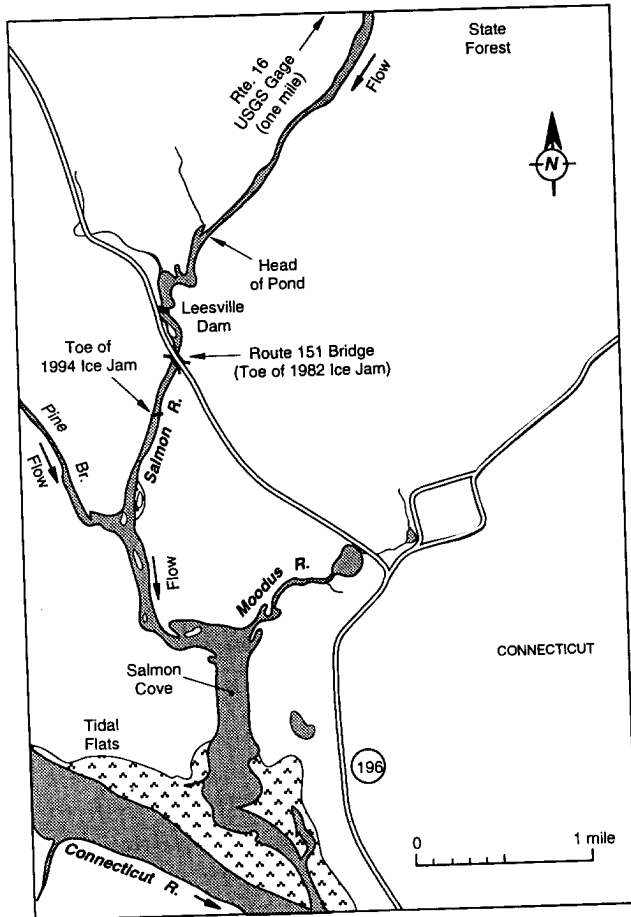 State
Forest
Rte. 16
USGS Gage
(one mile)
Flow
N
Head
of Pond
Leesville
Dam
Toe of
1994 Ice Jam
Route 151 Bridge
(Toe of 1982 Ice Jam)
Pine
Br.
Flow
Salmon R.
Flow
Moodus R.
CONNECTICUT
Salmon
Cove
Tidal
Flats
196
0 1 mile
Connecticut R.